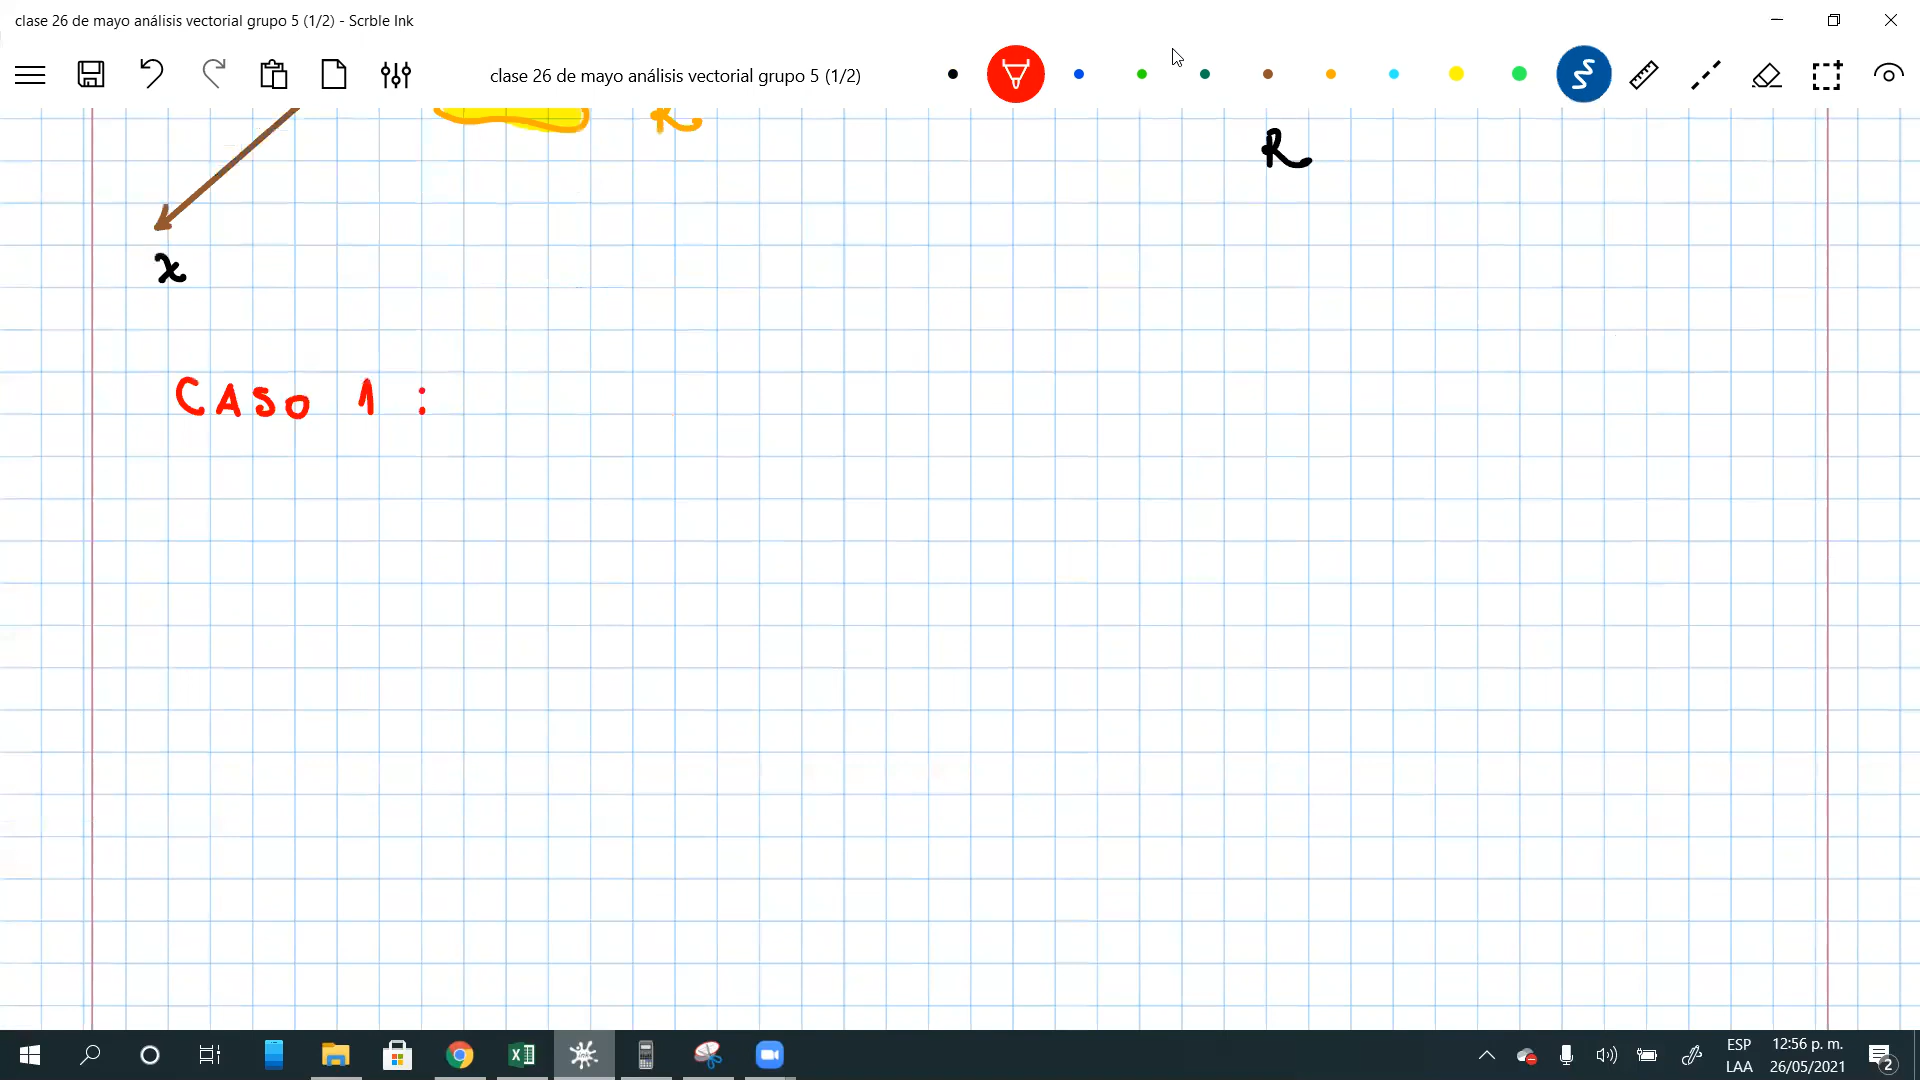 clase 26 de mayo análisis vectorial grupo 5 (1/2) - Scrble Ink
clase 26 de mayo análisis vectorial grupo 5 (1/2)
R
R
x
CASO 1 :
ESP
LAA
12:56 p. m.
26/05/2021
2